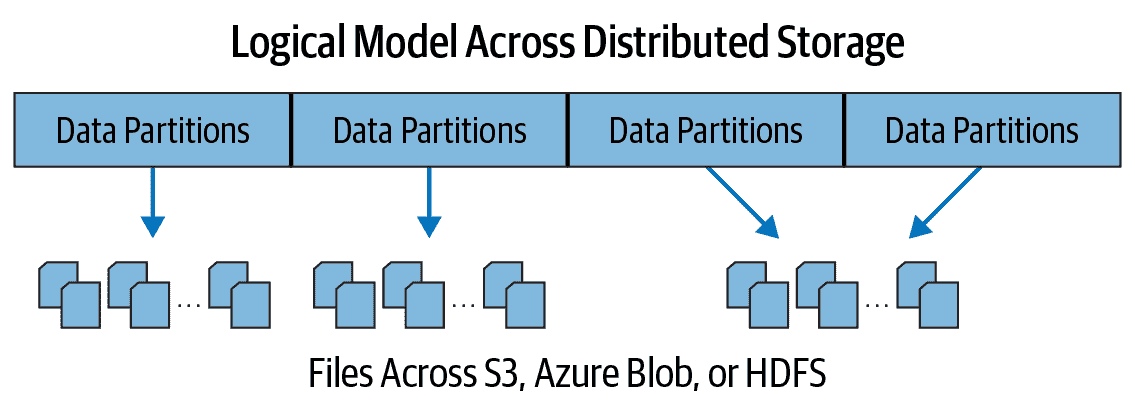 Logical Model Across Distributed Storage
Data Partitions
Data Partitions
Data Partitions
Data Partitions
...
...
...
Files Across S3, Azure Blob, or HDFS